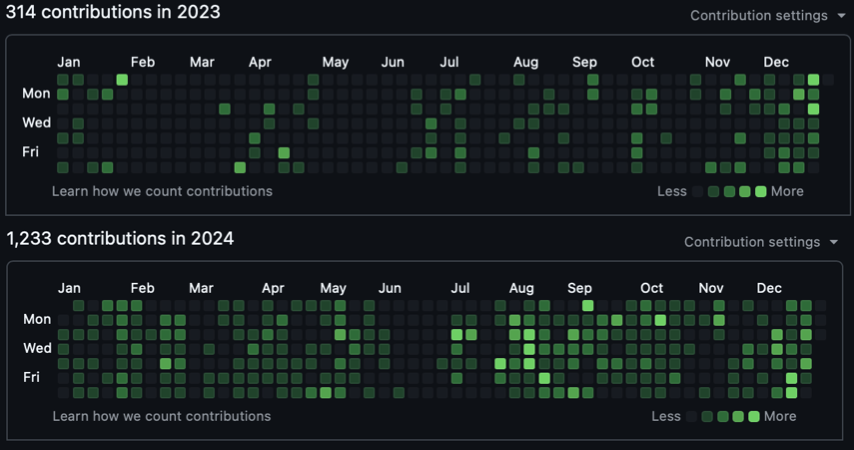 314 contributions in 2023
Contribution settings
Jan Feb Mar Apr May Jun Jul Aug Sep Oct Nov Dec
Mon
Wed
Fri
Learn how we count contributions Less More
1,233 contributions in 2024
Contribution settings
Jan Feb Mar Apr May Jun Jul Aug Sep Oct Nov Dec
Mon
Wed
Fri
Learn how we count contributions Less More